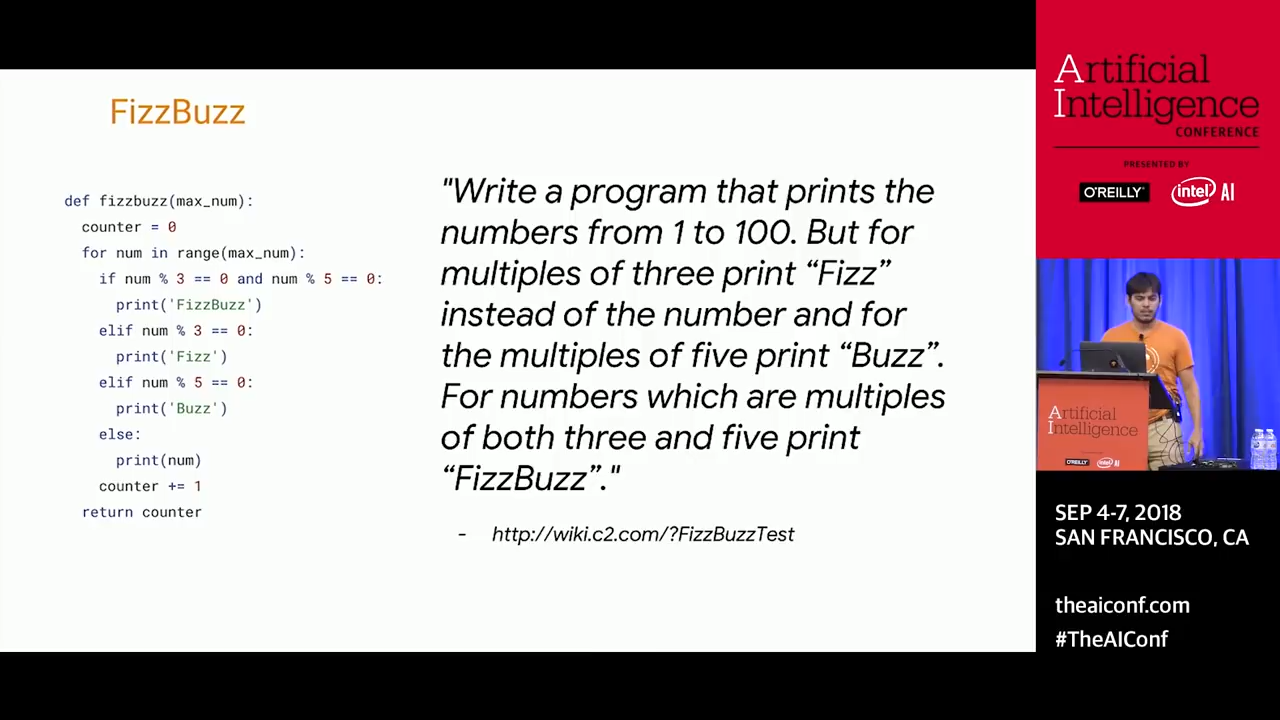 FizzBuzz
def fizzbuzz(max_num):
counter = 0
for num in range(max_num):
if num % 3 == 0 and num % 5 == 0:
print('FizzBuzz')
elif num % 3 == 0:
print('Fizz')
elif num % 5 == 0:
print('Buzz')
else:
print(num)
counter += 1
return counter
"Write a program that prints the
numbers from 1 to 100. But for
multiples of three print “Fizz”
instead of the number and for
the multiples of five print “Buzz”.
For numbers which are multiples
of both three and five print
“FizzBuzz”."
- http://wiki.c2.com/?FizzBuzzTest
Artificial
Intelligence
CONFERENCE
PRESENTED BY
O'REILLY® intel AI
Artificial
Intelligence
O'REILLY intel AI
SEP 4-7, 2018
SAN FRANCISCO, CA
theaiconf.com
#TheAIConf